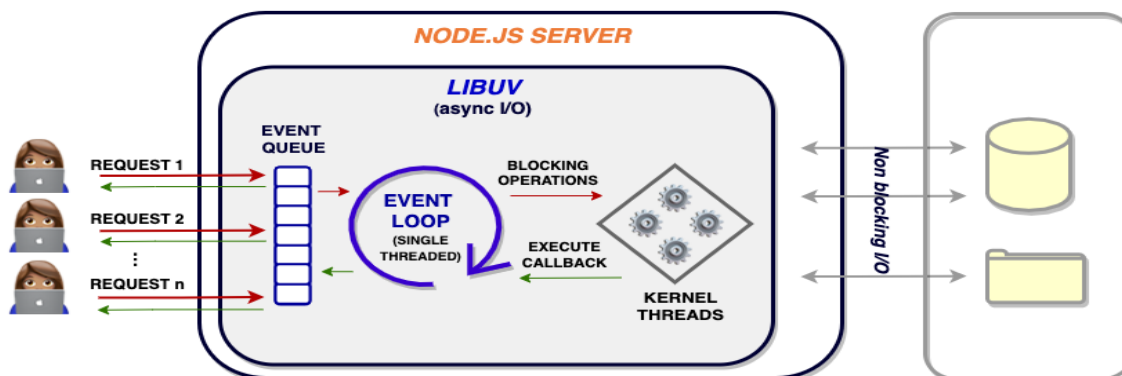 NODE.JS SERVER
LIBUV
(async I/O)
EVENT
QUEUE
REQUEST 1
REQUEST 2
⋮
REQUEST n
EVENT
LOOP
(SINGLE
THREADED)
BLOCKING
OPERATIONS
EXECUTE
CALLBACK
KERNEL
THREADS
Non blocking I/O